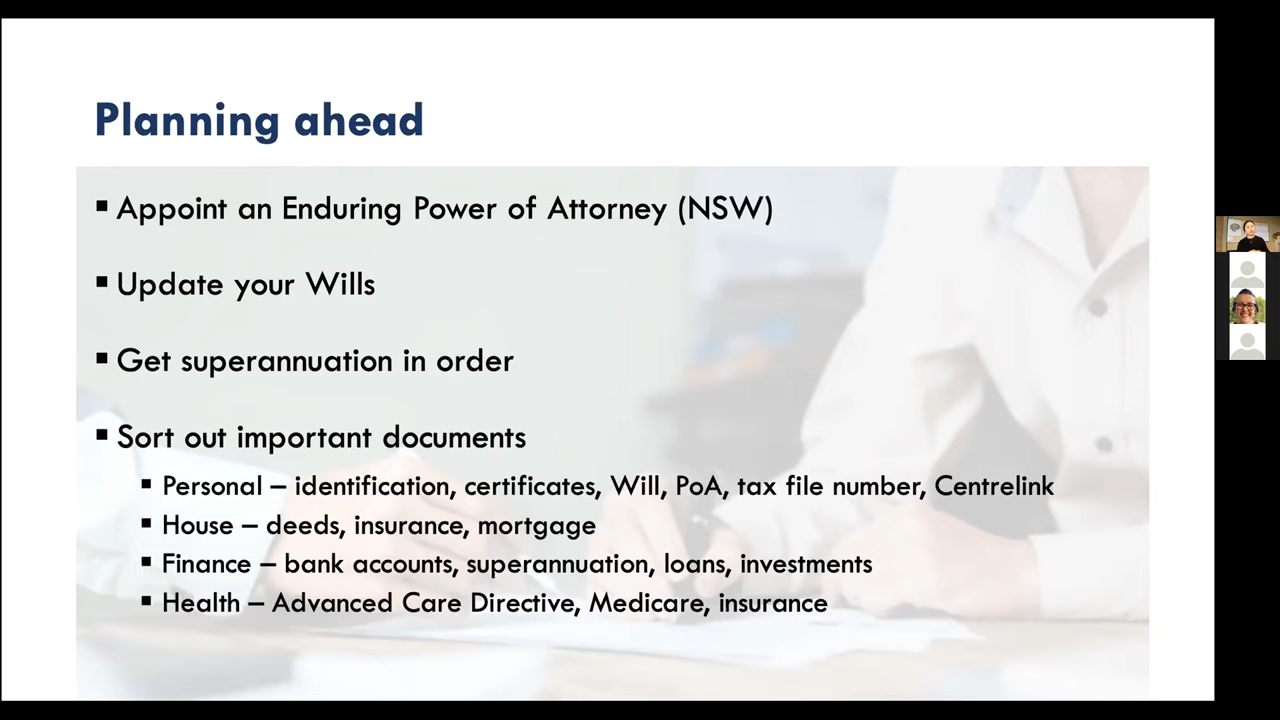 Planning ahead
▪ Appoint an Enduring Power of Attorney (NSW)
▪ Update your Wills
▪ Get superannuation in order
▪ Sort out important documents
▪ Personal – identification, certificates, Will, PoA, tax file number, Centrelink
▪ House – deeds, insurance, mortgage
▪ Finance – bank accounts, superannuation, loans, investments
▪ Health – Advanced Care Directive, Medicare, insurance